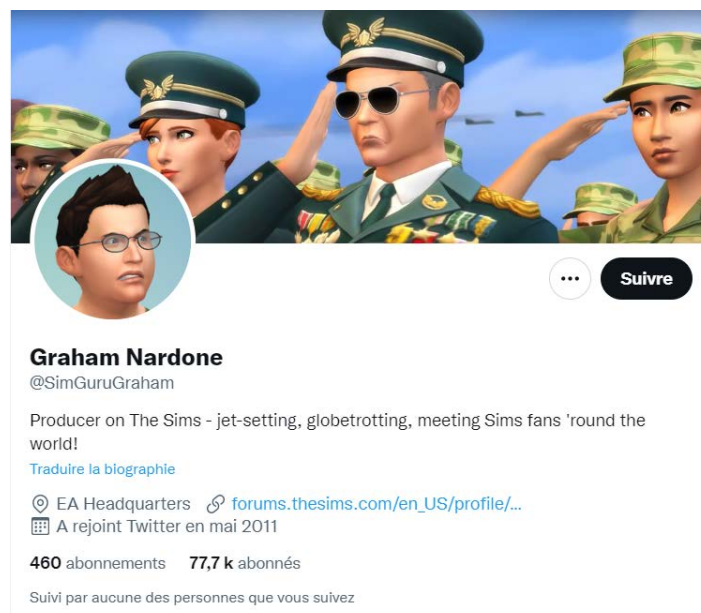 Suivre
Graham Nardone
@SimGuruGraham
Producer on The Sims - jet-setting, globetrotting, meeting Sims fans 'round the
world!
Traduire la biographie
EA Headquarters forums.thesims.com/en_US/profile/...
A rejoint Twitter en mai 2011
460 abonnements 77,7 k abonnés
Suivi par aucune des personnes que vous suivez